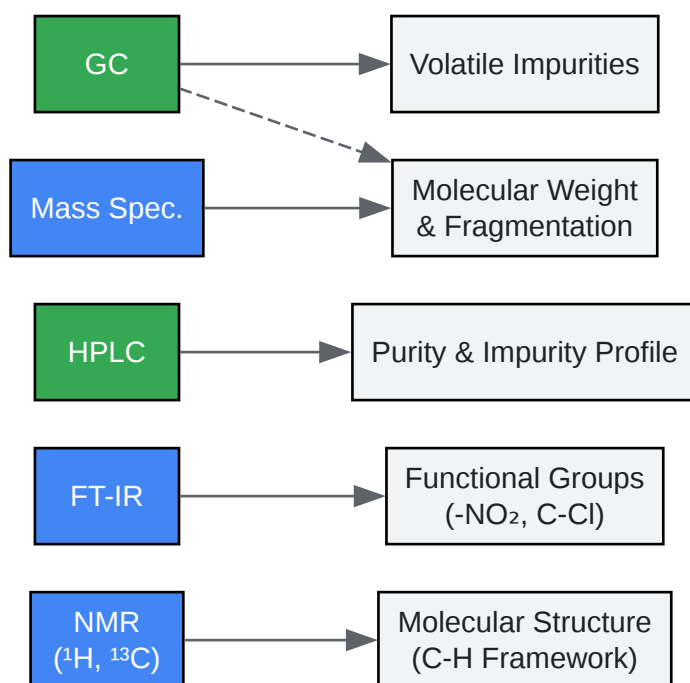 GC
Volatile Impurities
Mass Spec.
Molecular Weight
& Fragmentation
HPLC
Purity & Impurity Profile
FT-IR
Functional Groups
(-NO₂, C-Cl)
NMR
(¹H, ¹³C)
Molecular Structure
(C-H Framework)